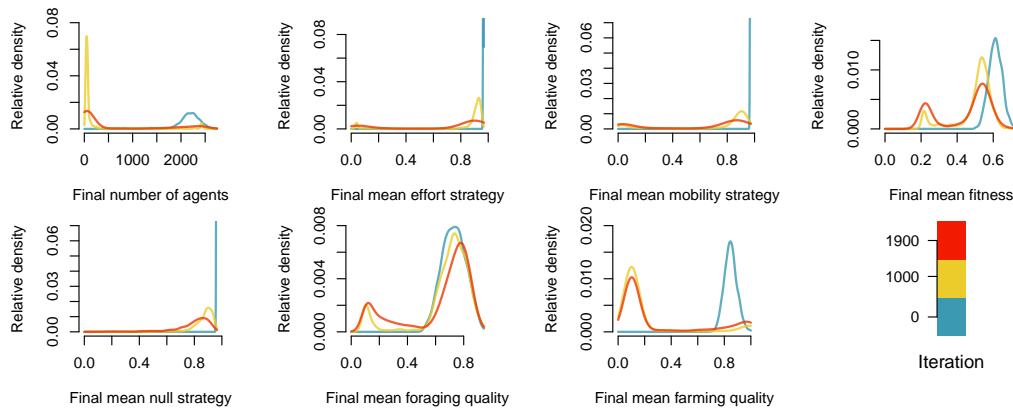 Relative density
0.00 0.04 0.08
0 1000 2000
Final number of agents
Relative density
0.00 0.04 0.08
0.0 0.4 0.8
Final mean effort strategy
Relative density
0.00 0.02 0.04 0.06
0.0 0.4 0.8
Final mean mobility strategy
Relative density
0.000 0.010
0.0 0.2 0.4 0.6
Final mean fitness
Relative density
0.00 0.03 0.06
0.0 0.4 0.8
Final mean null strategy
Relative density
0.000 0.004 0.008
0.0 0.4 0.8
Final mean foraging quality
Relative density
0.000 0.010 0.020
0.0 0.4 0.8
Final mean farming quality
1900
1000
0
Iteration